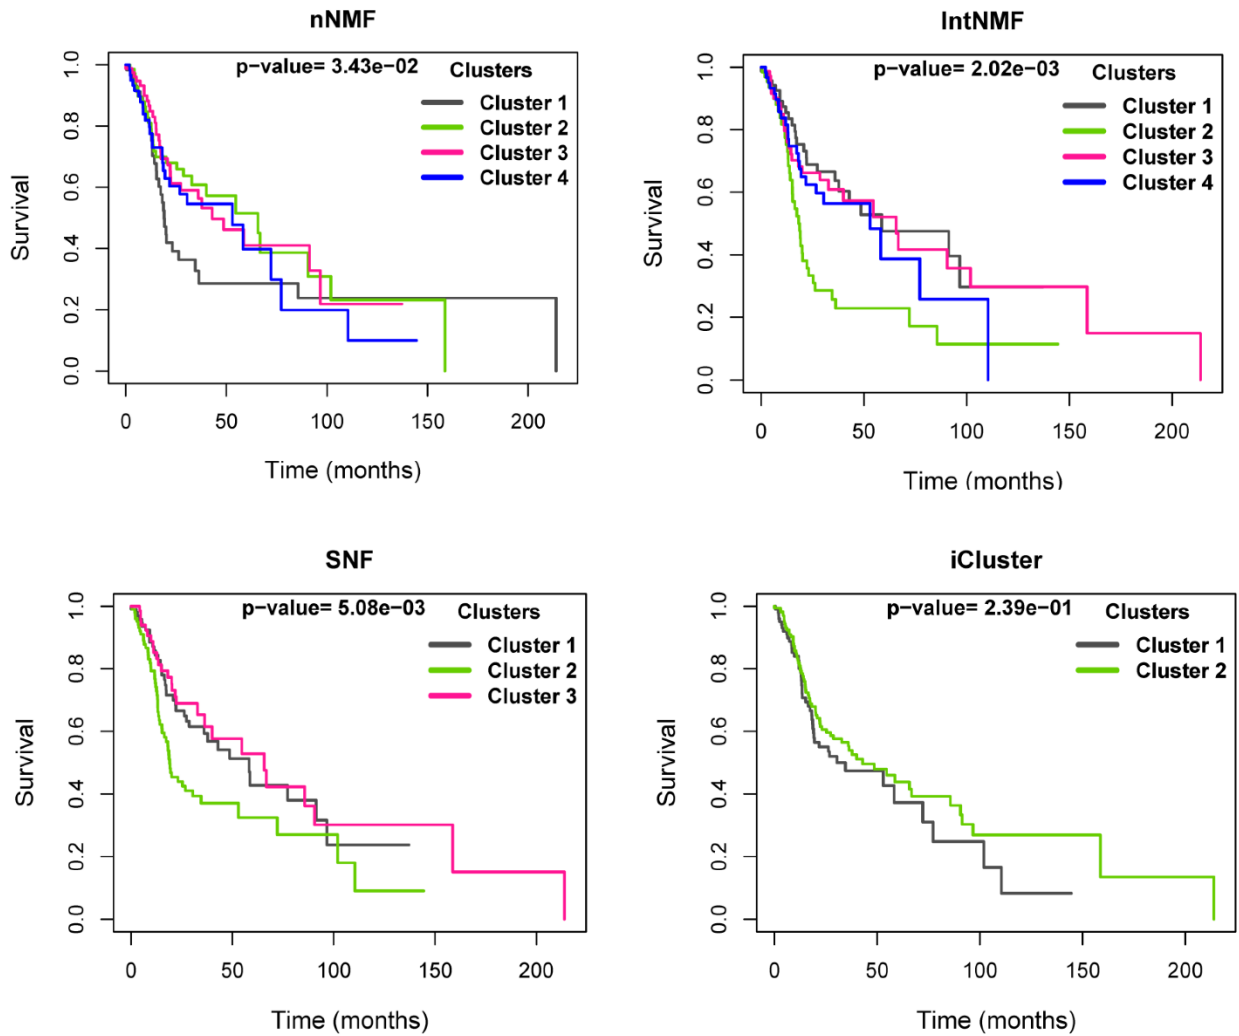 nNMF
p-value= 3.43e-02
Clusters
Cluster 1
Cluster 2
Cluster 3
Cluster 4
Survival
0.0
0.2
0.4
0.6
0.8
1.0
0
50
100
150
200
Time (months)
IntNMF
p-value= 2.02e-03
Clusters
Cluster 1
Cluster 2
Cluster 3
Cluster 4
Survival
0.0
0.2
0.4
0.6
0.8
1.0
0
50
100
150
200
Time (months)
SNF
p-value= 5.08e-03
Clusters
Cluster 1
Cluster 2
Cluster 3
Survival
0.0
0.2
0.4
0.6
0.8
1.0
0
50
100
150
200
Time (months)
iCluster
p-value= 2.39e-01
Clusters
Cluster 1
Cluster 2
Survival
0.0
0.2
0.4
0.6
0.8
1.0
0
50
100
150
200
Time (months)